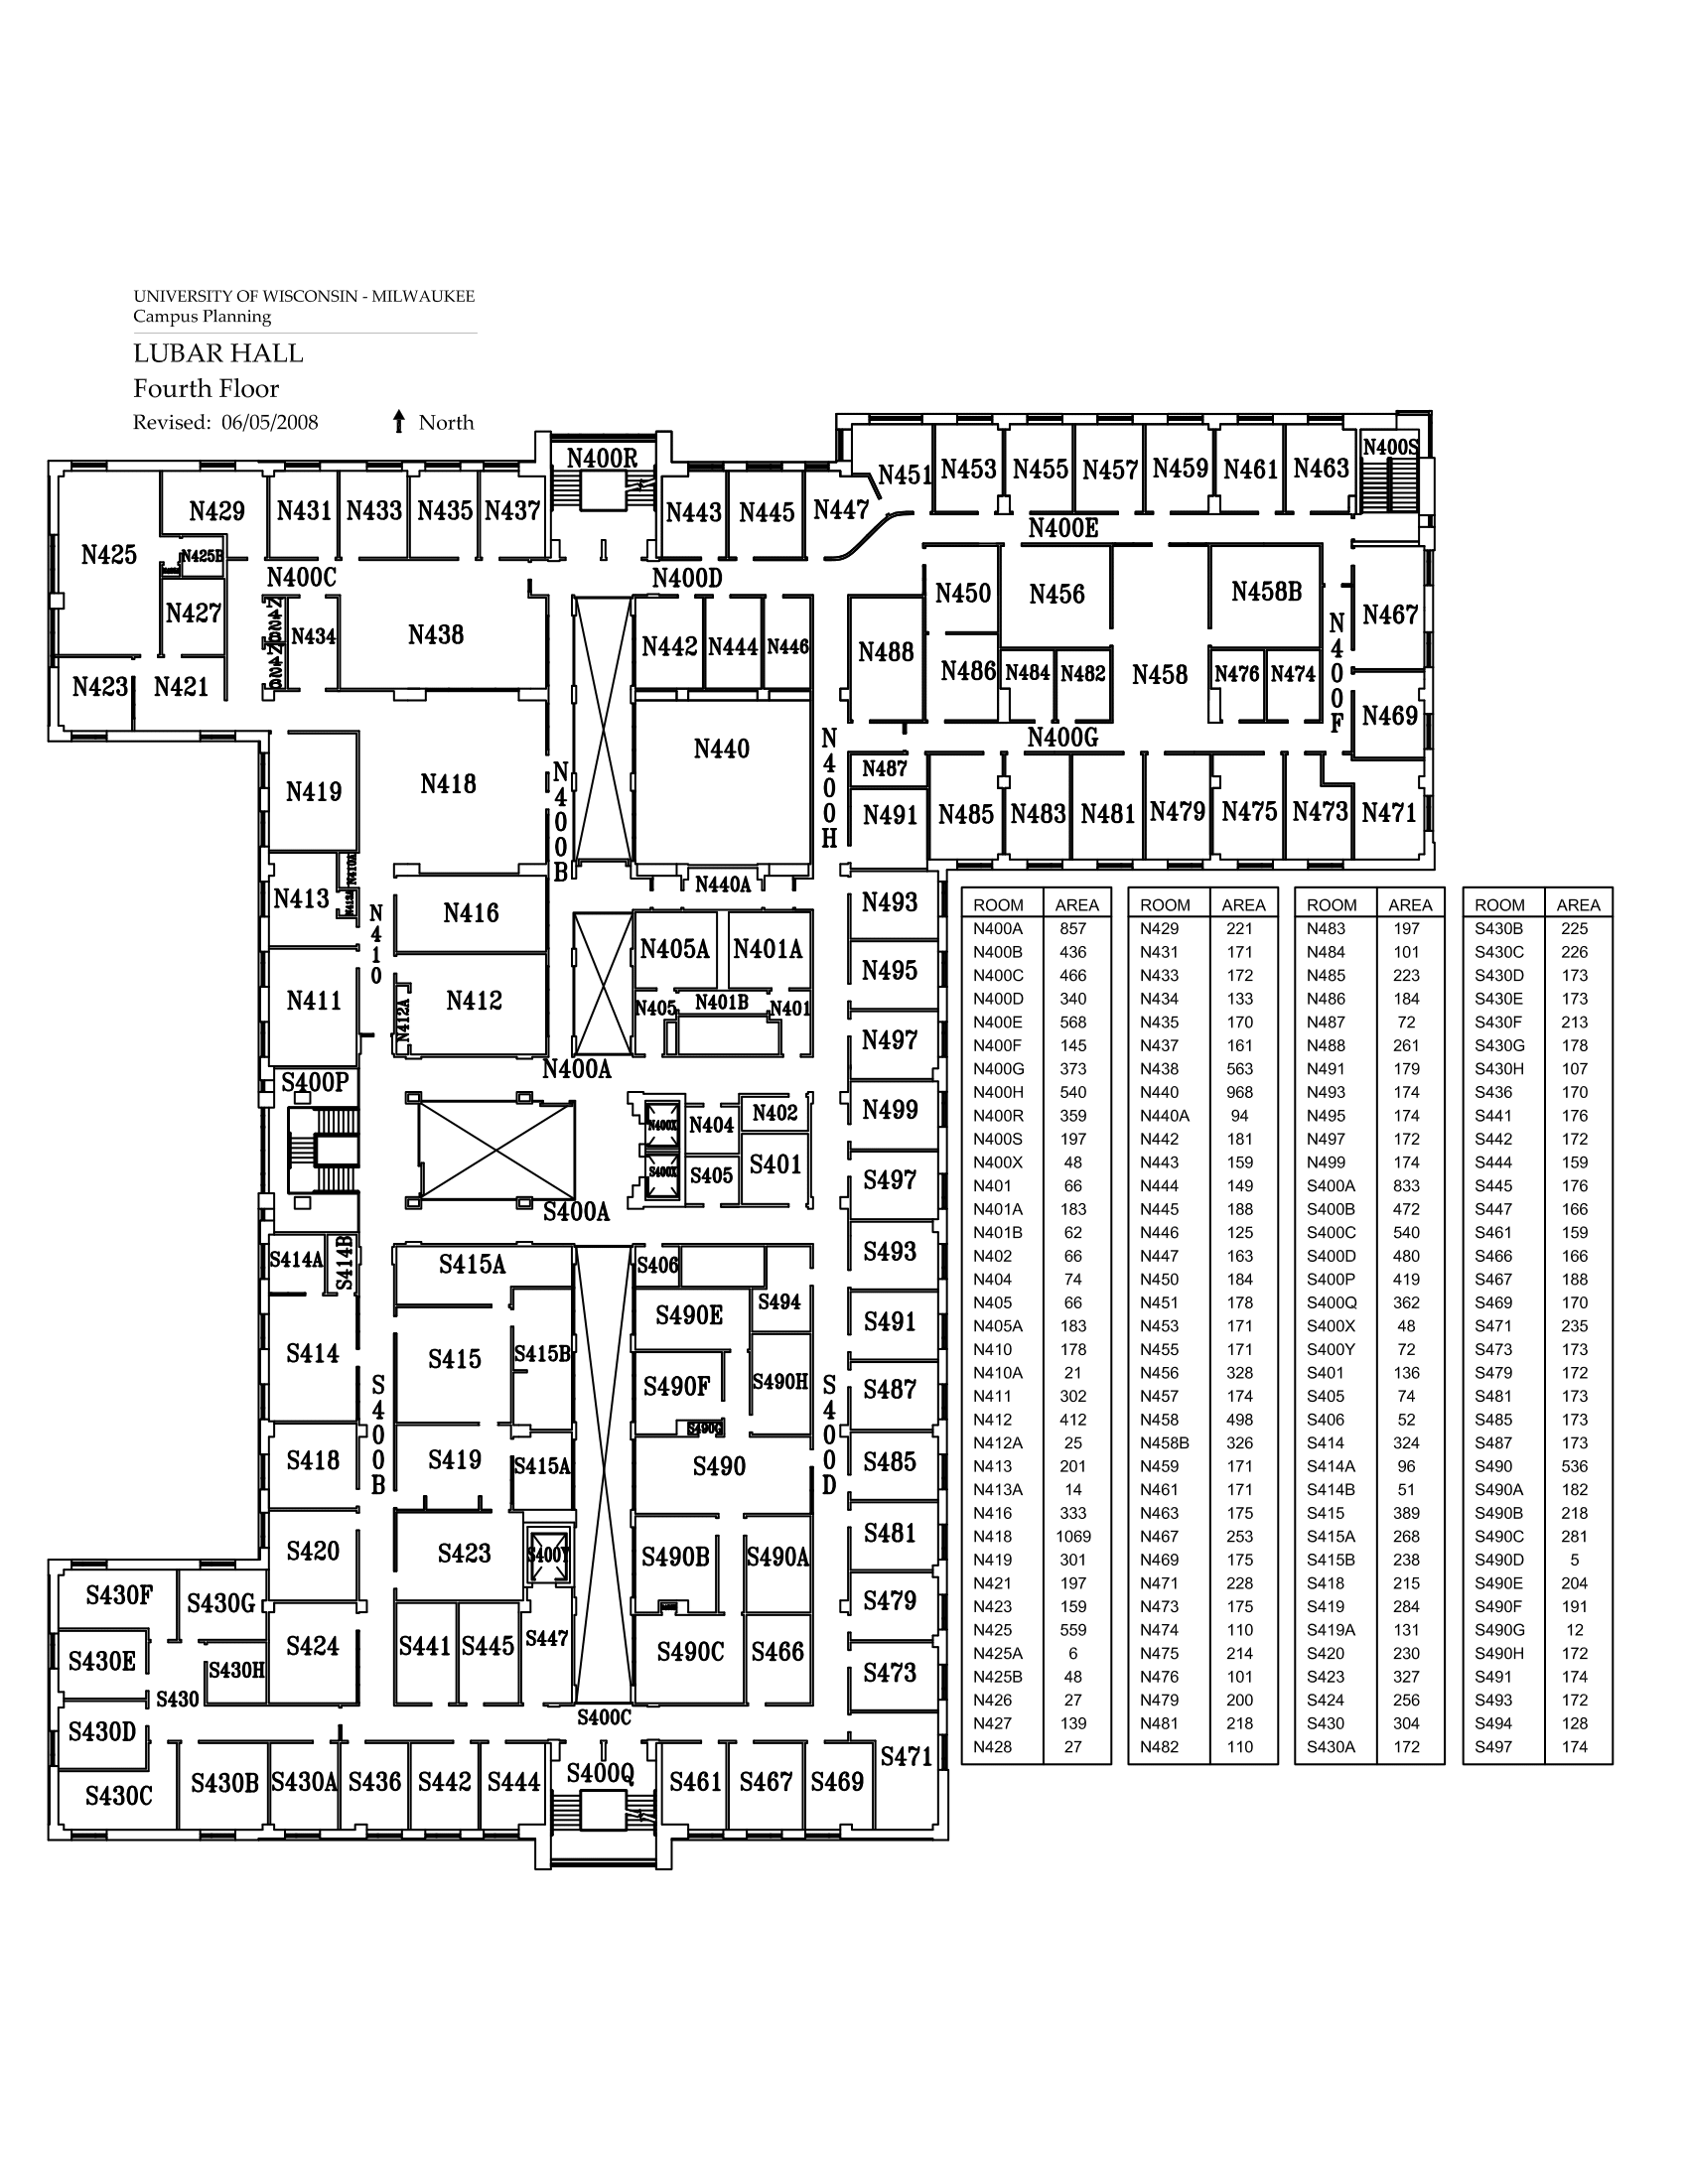 UNIVERSITY OF WISCONSIN - MILWAUKEE
Campus Planning
LUBAR HALL
Fourth Floor
Revised: 06/05/2008 North
N400R
N400S
N451 N453 N455 N457 N459 N461 N463
N429 N431 N433 N435 N437 N443 N445 N447
N400E
N425 N425B
N400C N400D
N427 N434 N438 N442 N444 N446 N450 N456 N458B N467
N488 N486 N484 N482 N458 N476 N474 N400F
N423 N421
N469
N400G
N419 N418 N400B N440 N400H N487
N491 N485 N483 N481 N479 N475 N473 N471
N413 N410A
N416 N440A N493
N410
N405A N401A N495
N411 N412A N412 N405 N401B N401
N497
N400A
S400P
N400X N404 N402 N499
S400X S405 S401 S497
S400A
S414A S414B S415A S406 S493
S494
S490E S491
S414 S415 S415B S490F S490H S487
S400B S400D
S490G
S418 S419 S415A S490 S485
S420 S423 S400Y S490B S490A S481
S430F S430G S479
S424 S441 S445 S447 S490C S466
S430E S430H S473
S430
S400C
S430D S471
S400Q
S430C S430B S430A S436 S442 S444 S461 S467 S469
ROOM AREA ROOM AREA ROOM AREA ROOM AREA
N400A 857 N429 221 N483 197 S430B 225
N400B 436 N431 171 N484 101 S430C 226
N400C 466 N433 172 N485 223 S430D 173
N400D 340 N434 133 N486 184 S430E 173
N400E 568 N435 170 N487 72 S430F 213
N400F 145 N437 161 N488 261 S430G 178
N400G 373 N438 563 N491 179 S430H 107
N400H 540 N440 968 N493 174 S436 170
N400R 359 N440A 94 N495 174 S441 176
N400S 197 N442 181 N497 172 S442 172
N400X 48 N443 159 N499 174 S444 159
N401 66 N444 149 S400A 833 S445 176
N401A 183 N445 188 S400B 472 S447 166
N401B 62 N446 125 S400C 540 S461 159
N402 66 N447 163 S400D 480 S466 166
N404 74 N450 184 S400P 419 S467 188
N405 66 N451 178 S400Q 362 S469 170
N405A 183 N453 171 S400X 48 S471 235
N410 178 N455 171 S400Y 72 S473 173
N410A 21 N456 328 S401 136 S479 172
N411 302 N457 174 S405 74 S481 173
N412 412 N458 498 S406 52 S485 173
N412A 25 N458B 326 S414 324 S487 173
N413 201 N459 171 S414A 96 S490 536
N413A 14 N461 171 S414B 51 S490A 182
N416 333 N463 175 S415 389 S490B 218
N418 1069 N467 253 S415A 268 S490C 281
N419 301 N469 175 S415B 238 S490D 5
N421 197 N471 228 S418 215 S490E 204
N423 159 N473 175 S419 284 S490F 191
N425 559 N474 110 S419A 131 S490G 12
N425A 6 N475 214 S420 230 S490H 172
N425B 48 N476 101 S423 327 S491 174
N426 27 N479 200 S424 256 S493 172
N427 139 N481 218 S430 304 S494 128
N428 27 N482 110 S430A 172 S497 174